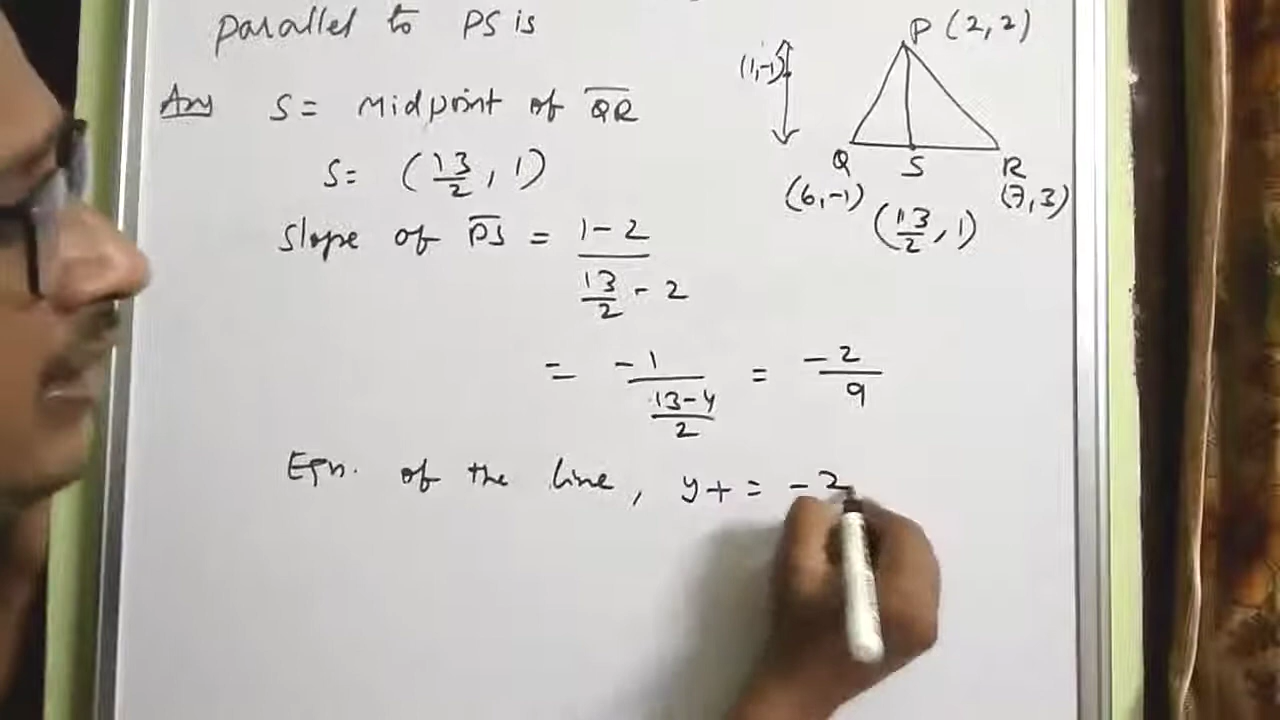 parallel to PS is
Ans S = midpoint of QR
S = (13/2, 1)
Slope of PS = 1-2 / (13/2 - 2)
= -1 / ((13-4)/2) = -2/9
Eqn. of the line, y+ = -2
P (2,2)
(1,-1)
Q S R
(6,-1) (13/2, 1) (7,3)